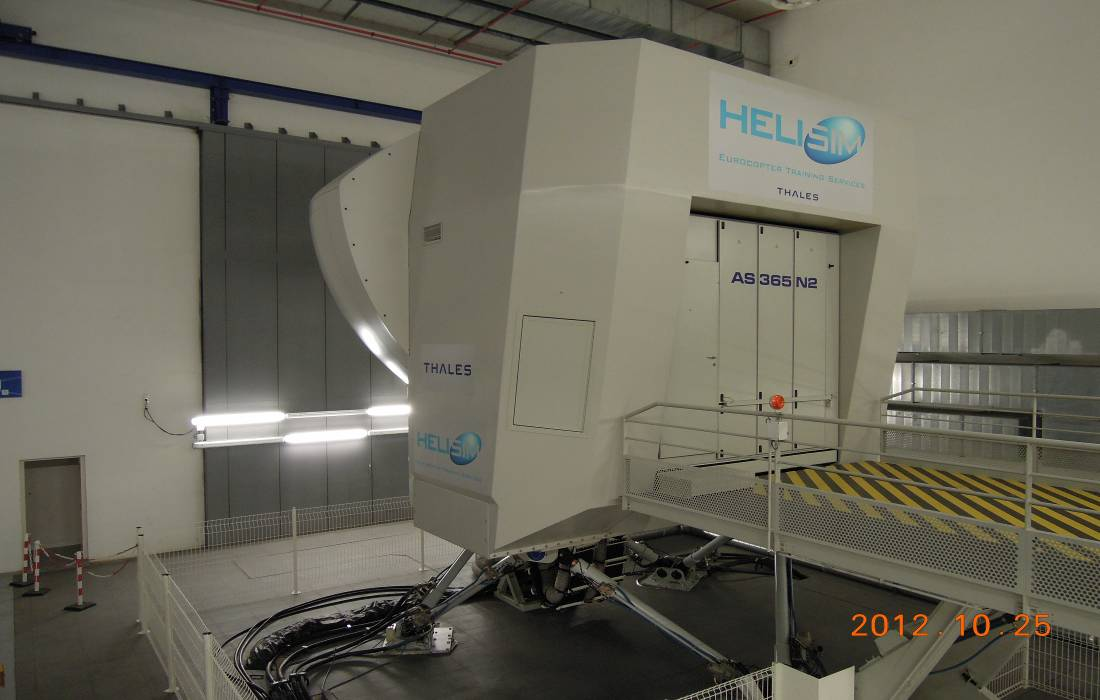 HELISIM
EUROCOPTER TRAINING SERVICES
THALES
AS 365 N2
THALES
HELISIM
2012.10.25